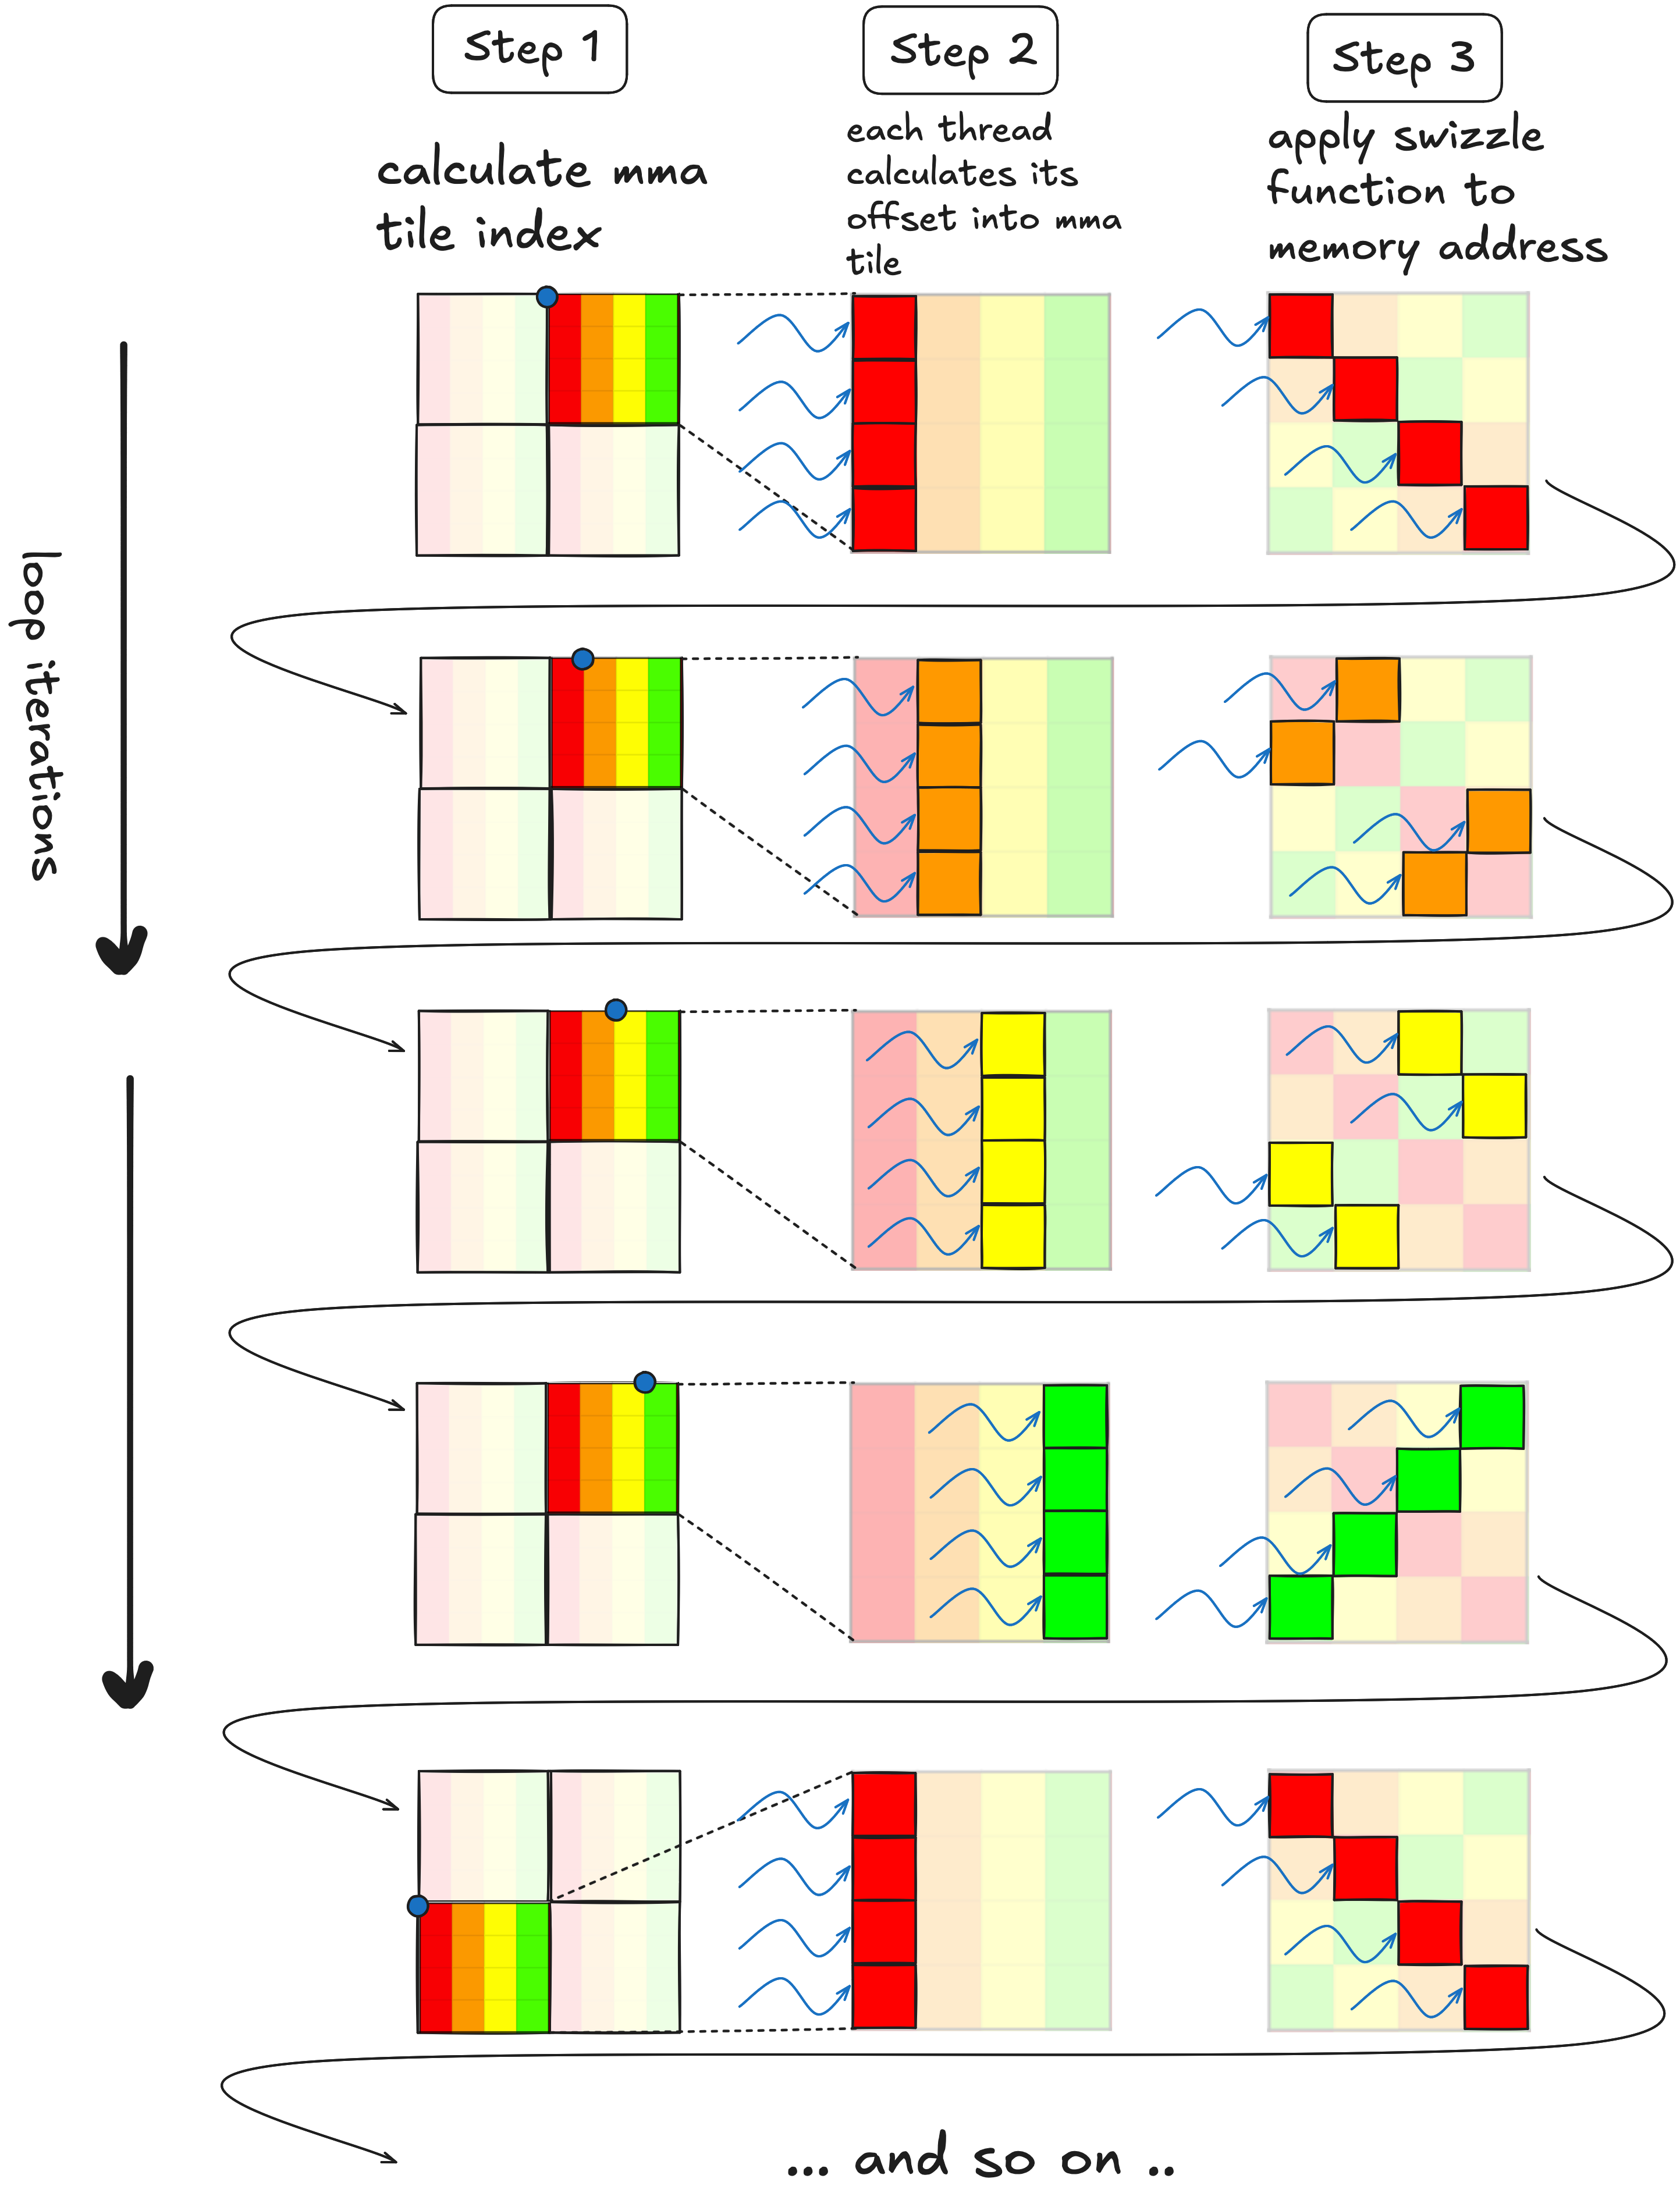 Step 1
calculate mma
tile index
Step 2
each thread
calculates its
offset into mma
tile
Step 3
apply swizzle
function to
memory address
loop iterations
... and so on ..